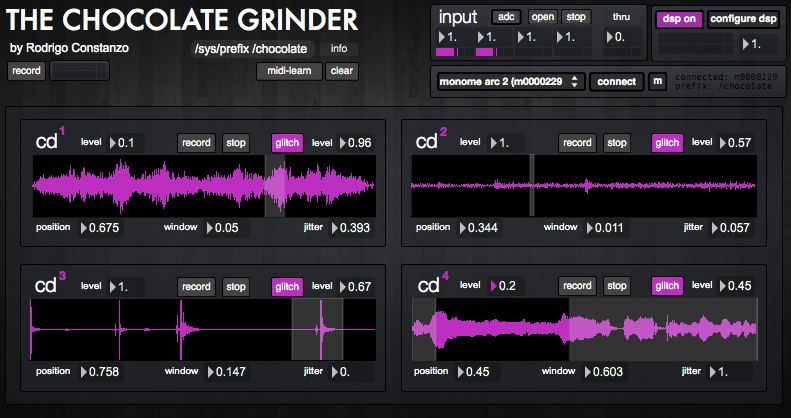 THE CHOCOLATE GRINDER
by Rodrigo Constanzo
/sys/prefix /chocolate
info
record
midi-learn
clear
input
adc
open
stop
thru
1.
1.
1.
1.
0.
dsp on
configure dsp
1.
monome arc 2 (m0000229
connect
m
connected: m0000229
prefix: /chocolate
cd 1
level 0.1
record
stop
glitch
level 0.96
position 0.675
window 0.05
jitter 0.393
cd 2
level 1.
record
stop
glitch
level 0.57
position 0.344
window 0.011
jitter 0.057
cd 3
level 1.
record
stop
glitch
level 0.67
position 0.758
window 0.147
jitter 0.
cd 4
level 0.2
record
stop
glitch
level 0.45
position 0.45
window 0.603
jitter 1.